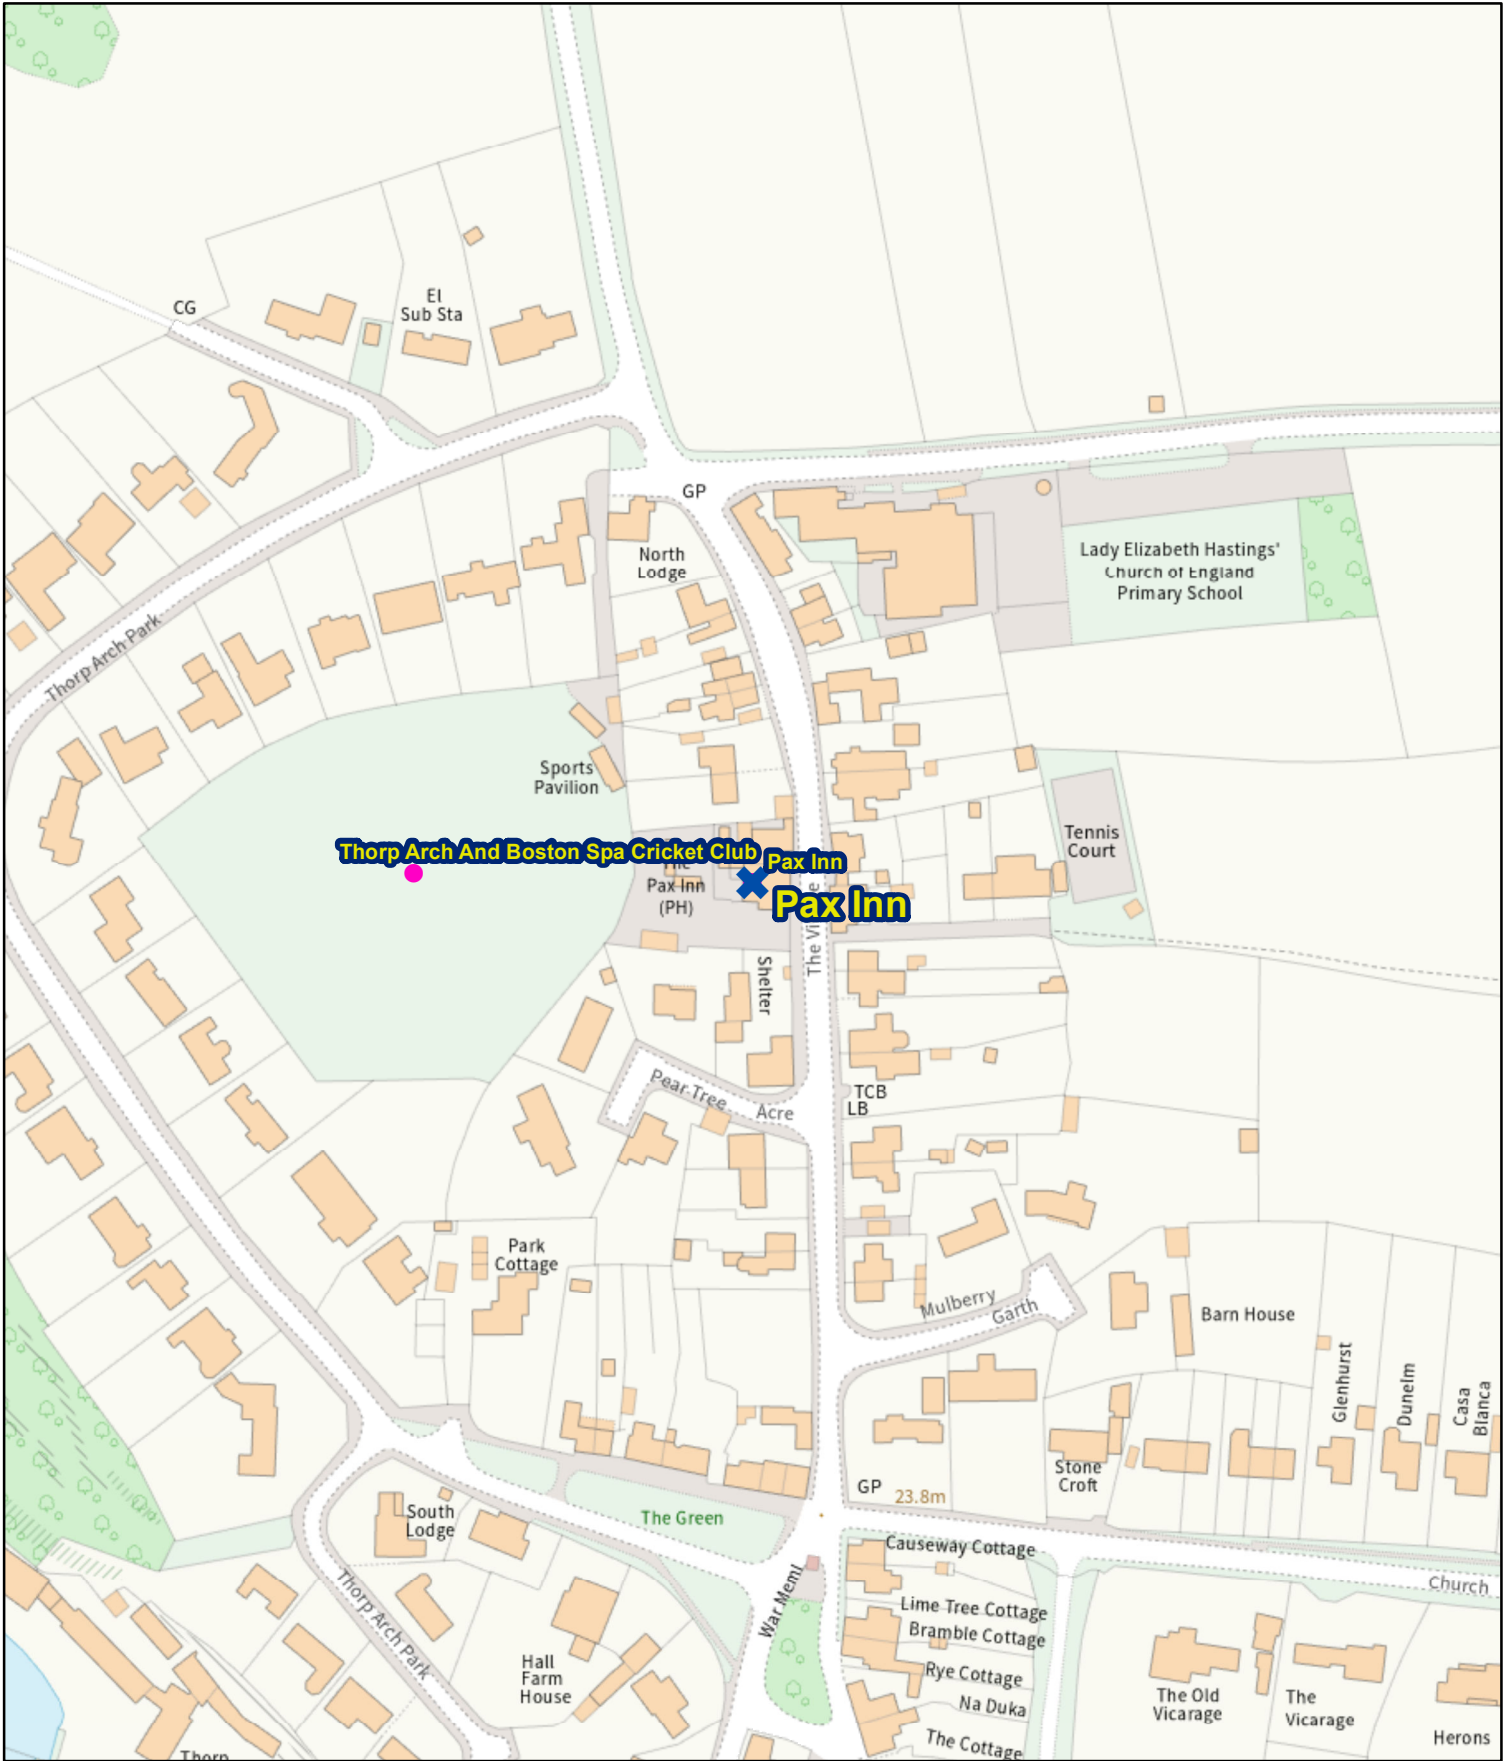 CG
El
Sub Sta
GP
North
Lodge
Lady Elizabeth Hastings'
Church of England
Primary School
Thorp Arch Park
Sports
Pavilion
Tennis
Court
Thorp Arch And Boston Spa Cricket Club
Pax Inn
The
Pax Inn
(PH)
Pax Inn
Shelter
Pear Tree
Acre
TCB
LB
Park
Cottage
Mulberry
Garth
Barn House
Glenhurst
Dunelm
Casa
Blanca
Stone
Croft
GP
23.8m
South
Lodge
The Green
Causeway Cottage
War Meml
Church
Lime Tree Cottage
Bramble Cottage
Thorp Arch Park
Hall
Farm
House
Rye Cottage
Na Duka
The Cottage
The Old
Vicarage
The
Vicarage
Herons
Thorp